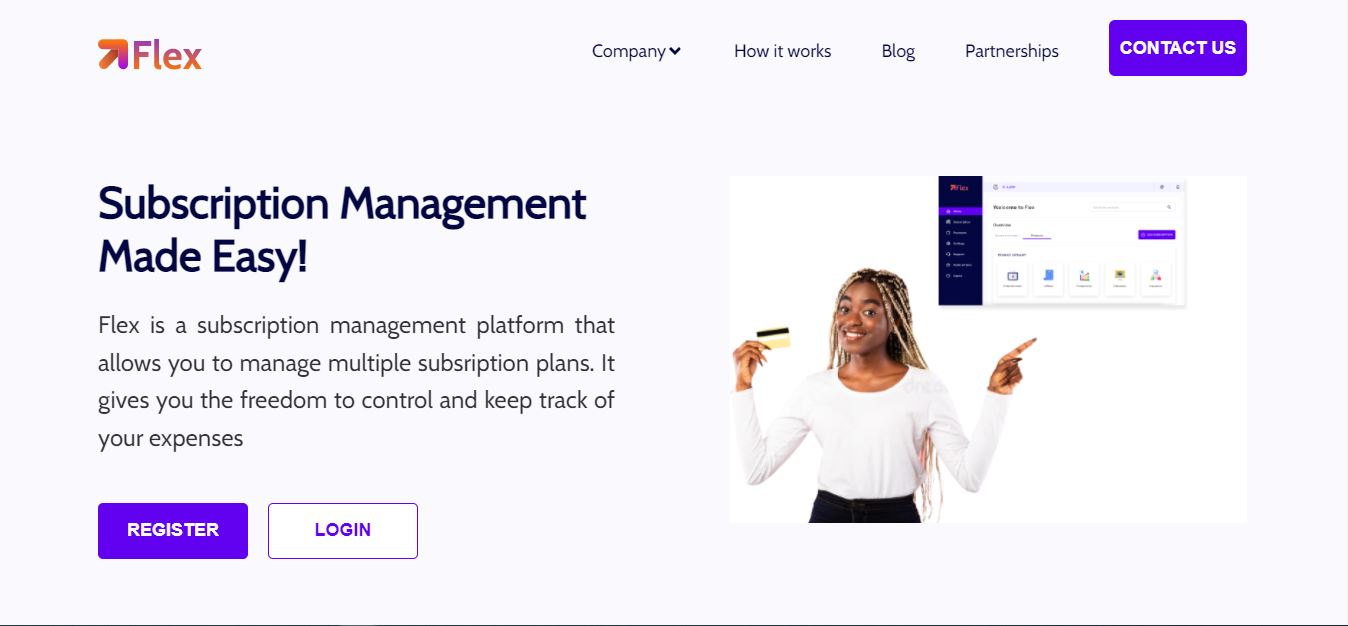 Flex
Company
How it works
Blog
Partnerships
CONTACT US
Subscription Management
Made Easy!
Flex is a subscription management platform that
allows you to manage multiple subsription plans. It
gives you the freedom to control and keep track of
your expenses
REGISTER
LOGIN
Flex
Welcome to Flex
Overview